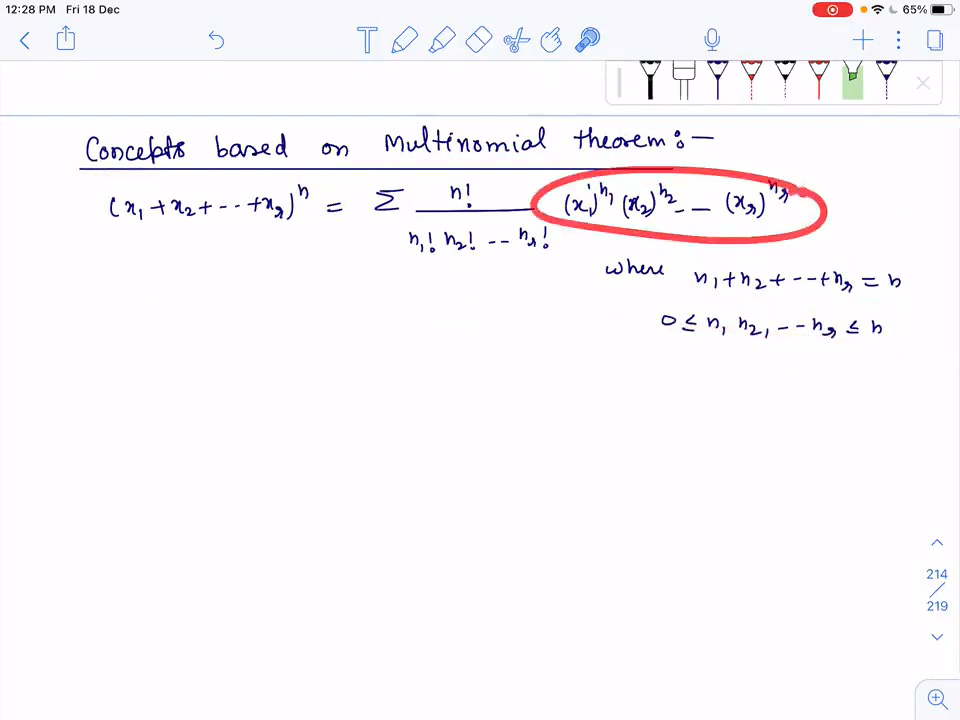 12:28 PM Fri 18 Dec 65%
T
Concepts based on Multinomial theorem:-
(x₁ + x₂ + -- + xᵣ)ⁿ = Σ n! / n₁! n₂! -- nᵣ! (x₁)ⁿ¹ (x₂)ⁿ² -- (xᵣ)ⁿʳ
where n₁ + n₂ + -- + nᵣ = n
0 ≤ n₁ n₂, -- nᵣ ≤ n
214
/
219